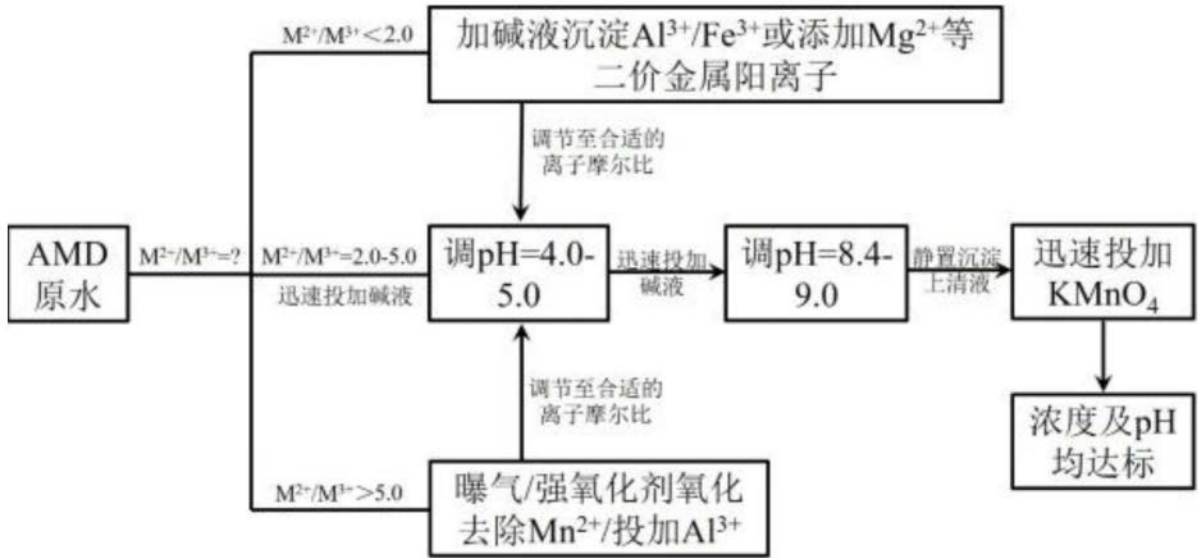 M²⁺/M³⁺<2.0
加碱液沉淀Al³⁺/Fe³⁺或添加Mg²⁺等
二价金属阳离子
调节至合适的
离子摩尔比
AMD
原水
M²⁺/M³⁺=?
M²⁺/M³⁺=2.0-5.0
迅速投加碱液
调pH=4.0-
5.0
迅速投加
碱液
调pH=8.4-
9.0
静置沉淀
上清液
迅速投加
KMnO₄
调节至合适的
离子摩尔比
浓度及pH
均达标
M²⁺/M³⁺>5.0
曝气/强氧化剂氧化
去除Mn²⁺/投加Al³⁺